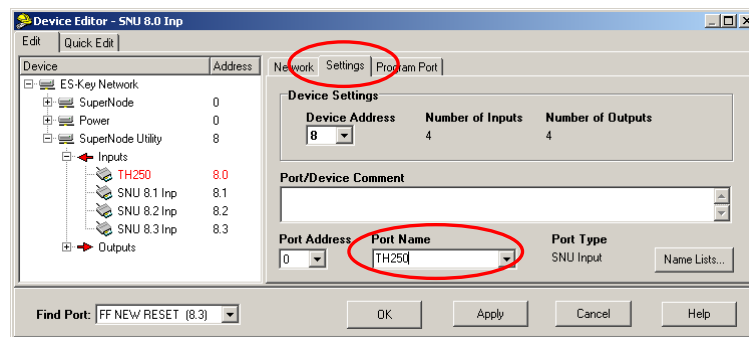 Device Editor - SNU 8.0 Inp
Edit Quick Edit
Device Address
Network Settings Program Port
ES-Key Network
SuperNode 0
Power 0
SuperNode Utility 8
Inputs
TH250 8.0
SNU 8.1 Inp 8.1
SNU 8.2 Inp 8.2
SNU 8.3 Inp 8.3
Outputs
Device Settings
Device Address Number of Inputs Number of Outputs
8 4 4
Port/Device Comment
Port Address Port Name Port Type
0 TH250 SNU Input Name Lists...
Find Port: FF NEW RESET (8.3) OK Apply Cancel Help